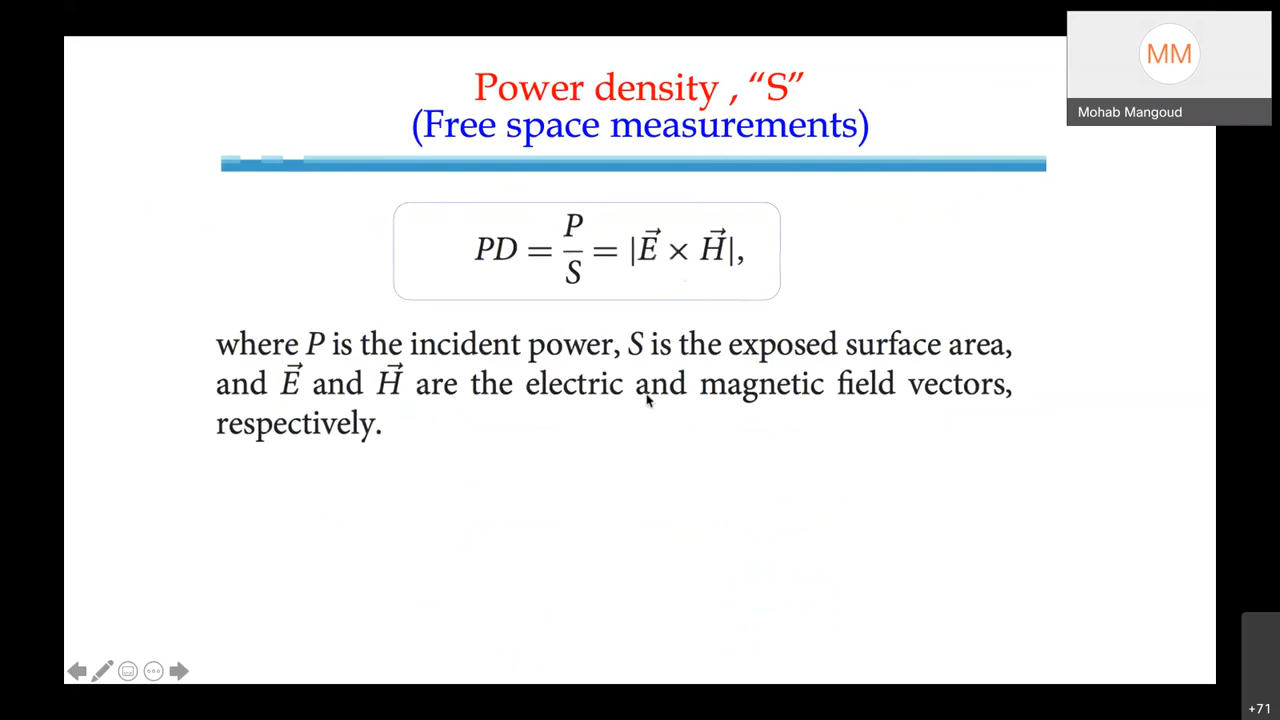 Power density , “S”
(Free space measurements)
PD = P/S = |E⃗ × H⃗|,
where P is the incident power, S is the exposed surface area,
and E⃗ and H⃗ are the electric and magnetic field vectors,
respectively.
MM
Mohab Mangoud
+71